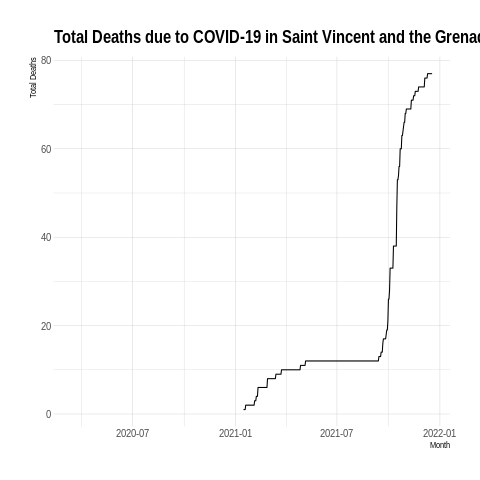 Total Deaths due to COVID-19 in Saint Vincent and the Grena
Total Deaths
80
60
40
20
0
2020-07 2021-01 2021-07 2022-01
Month